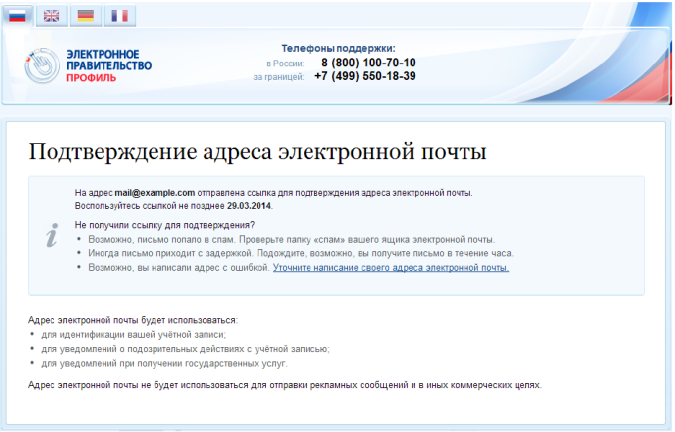 ЭЛЕКТРОННОЕ
ПРАВИТЕЛЬСТВО
ПРОФИЛЬ
Телефоны поддержки:
в России: 8 (800) 100-70-10
за границей: +7 (499) 550-18-39
Подтверждение адреса электронной почты
На адрес mail@example.com отправлена ссылка для подтверждения адреса электронной почты.
Воспользуйтесь ссылкой не позднее 29.03.2014.
Не получили ссылку для подтверждения?
• Возможно, письмо попало в спам. Проверьте папку «спам» вашего ящика электронной почты.
• Иногда письмо приходит с задержкой. Подождите, возможно, вы получите письмо в течение часа.
• Возможно, вы написали адрес с ошибкой. Уточните написание своего адреса электронной почты.
Адрес электронной почты будет использоваться:
• для идентификации вашей учётной записи;
• для уведомлений о подозрительных действиях с учётной записью;
• для уведомлений при получении государственных услуг.
Адрес электронной почты не будет использоваться для отправки рекламных сообщений и в иных коммерческих целях.